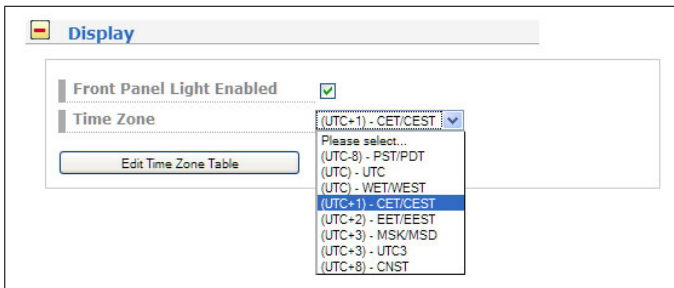 Display
Front Panel Light Enabled
Time Zone
(UTC+1) - CET/CEST
Please select...
(UTC-8) - PST/PDT
(UTC) - UTC
(UTC) - WET/WEST
(UTC+1) - CET/CEST
(UTC+2) - EET/EEST
(UTC+3) - MSK/MSD
(UTC+3) - UTC3
(UTC+8) - CNST
Edit Time Zone Table